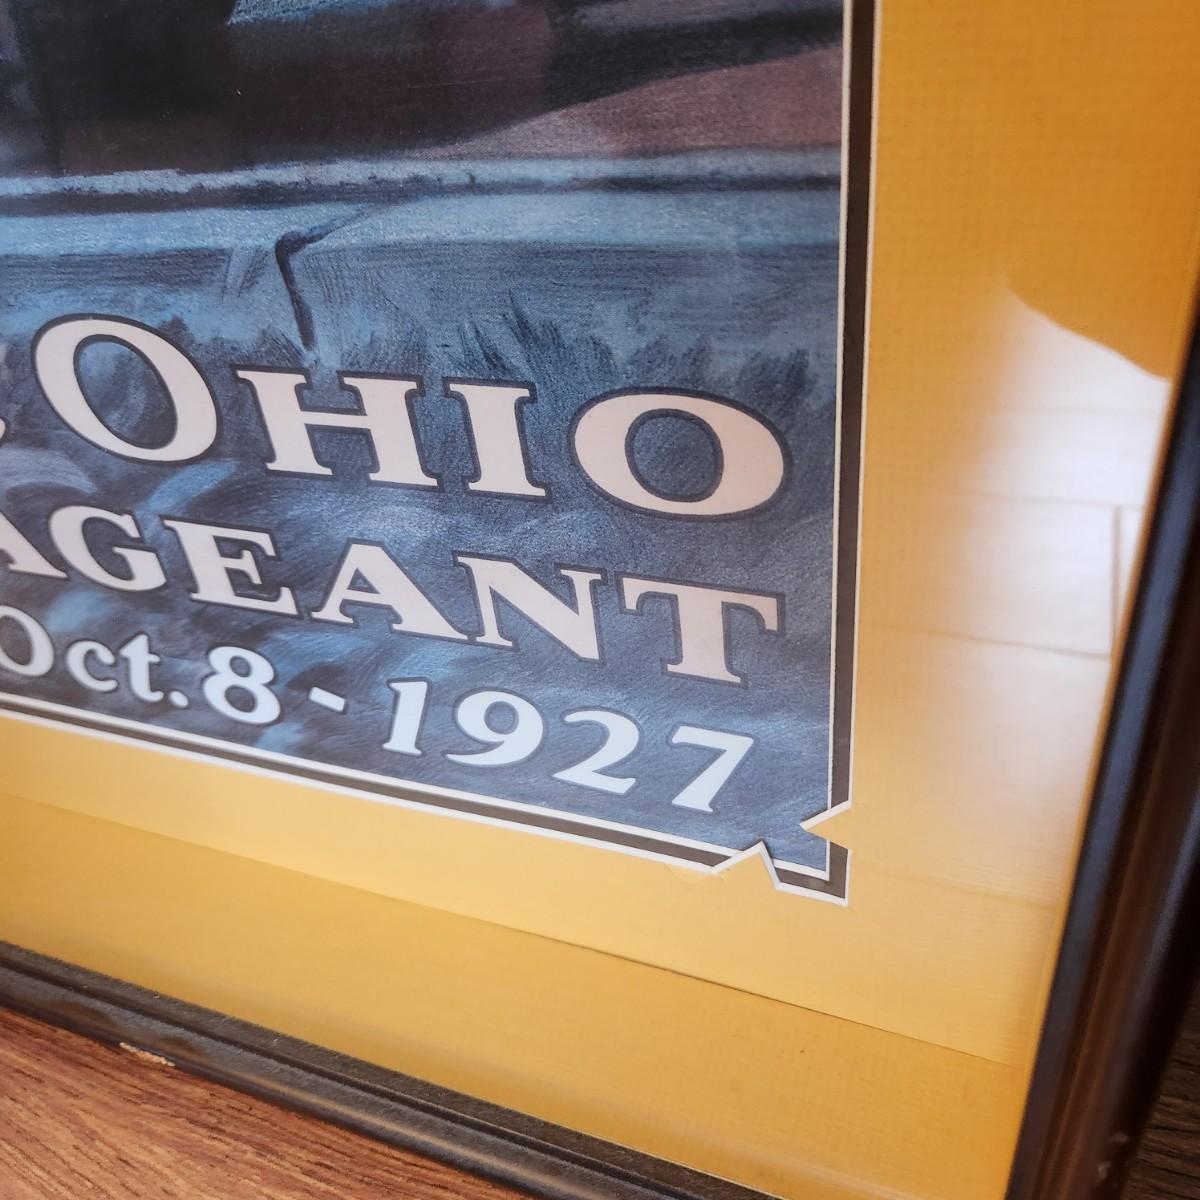 OHIO
AGEANT
Oct. 8 - 1927